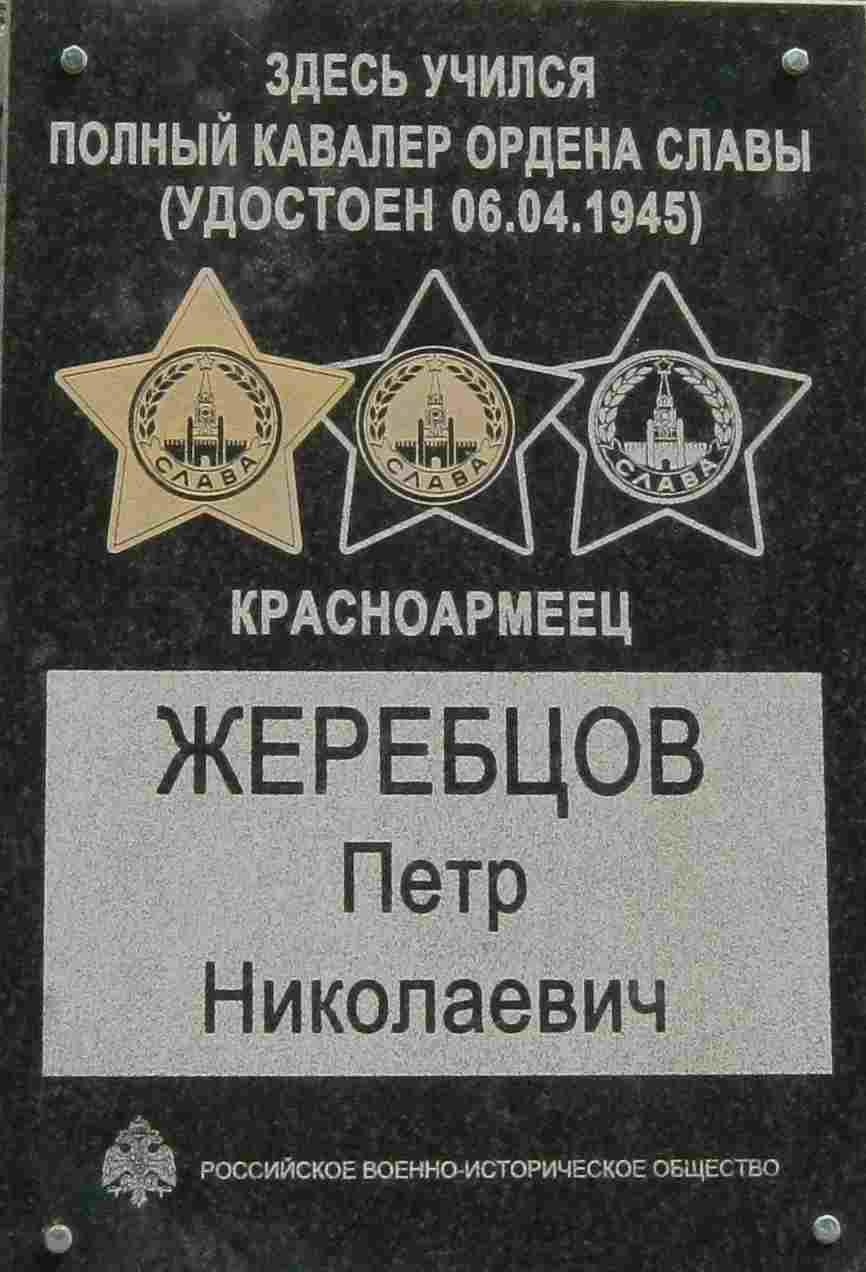 ЗДЕСЬ УЧИЛСЯ
ПОЛНЫЙ КАВАЛЕР ОРДЕНА СЛАВЫ
(УДОСТОЕН 06.04.1945)
СЛАВА СЛАВА СЛАВА
КРАСНОАРМЕЕЦ
ЖЕРЕБЦОВ
Петр
Николаевич
РОССИЙСКОЕ ВОЕННО-ИСТОРИЧЕСКОЕ ОБЩЕСТВО